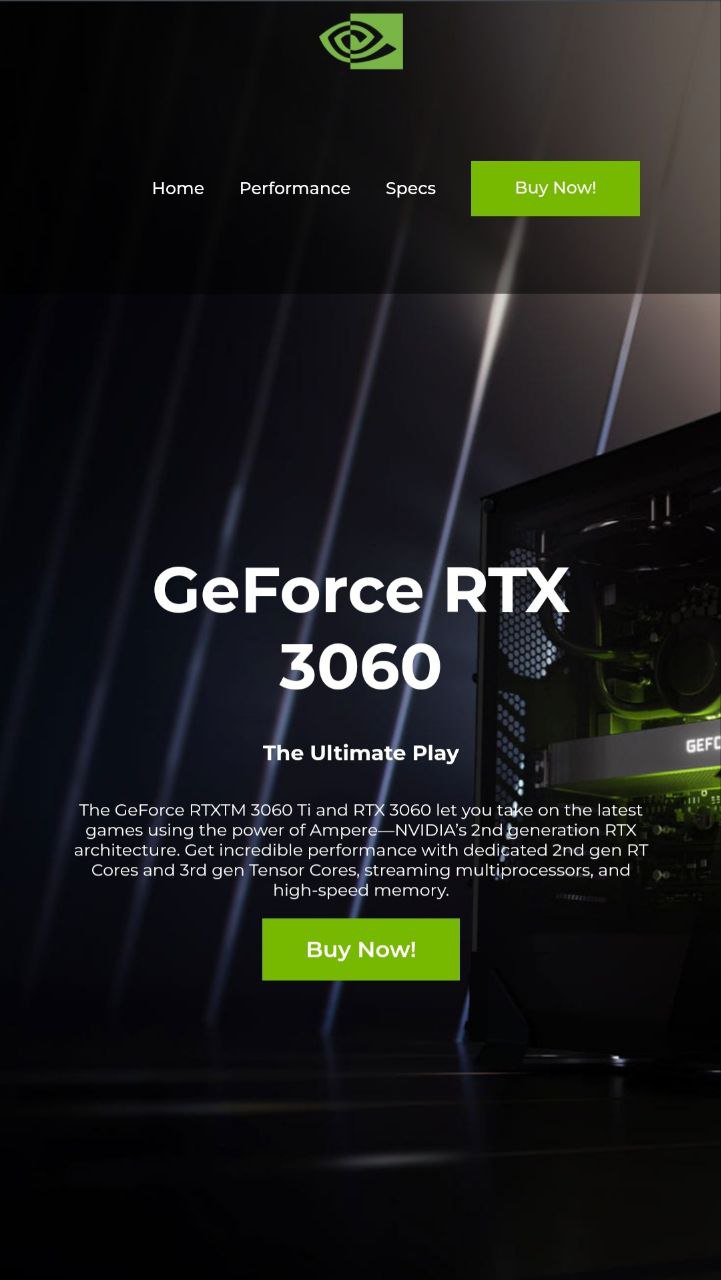 Home Performance Specs Buy Now!
GeForce RTX
3060
The Ultimate Play
The GeForce RTXTM 3060 Ti and RTX 3060 let you take on the latest
games using the power of Ampere—NVIDIA’s 2nd generation RTX
architecture. Get incredible performance with dedicated 2nd gen RT
Cores and 3rd gen Tensor Cores, streaming multiprocessors, and
high-speed memory.
Buy Now!